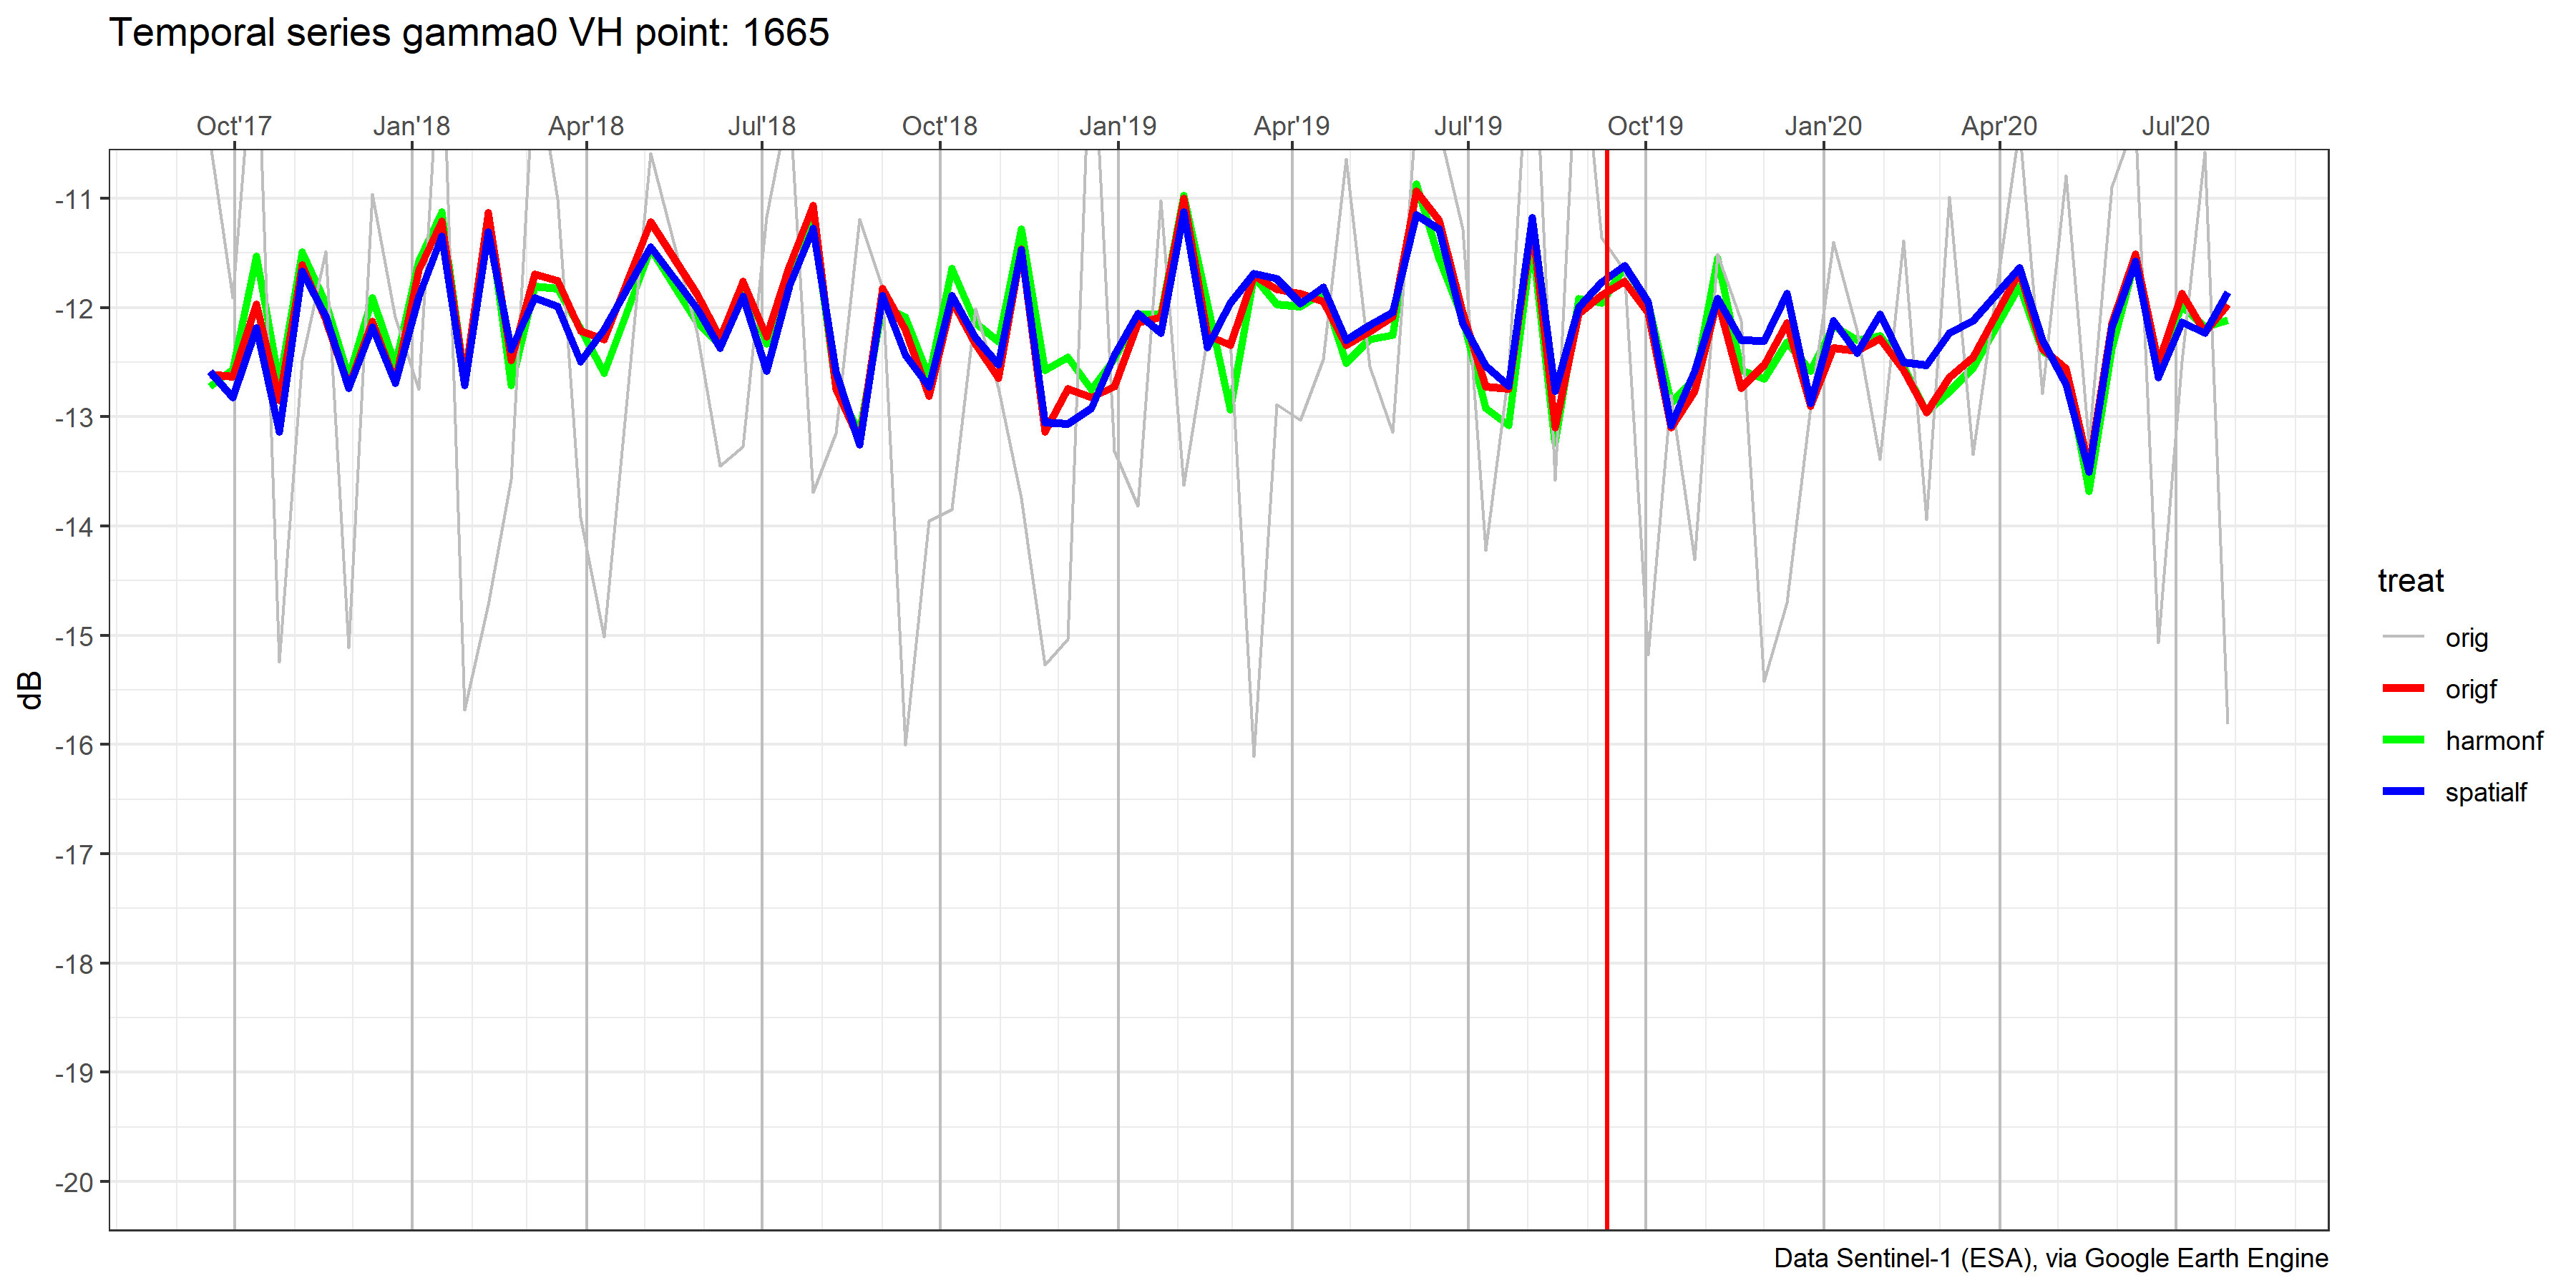 Temporal series gamma0 VH point: 1665
Oct'17 Jan'18 Apr'18 Jul'18 Oct'18 Jan'19 Apr'19 Jul'19 Oct'19 Jan'20 Apr'20 Jul'20
-11
-12
-13
-14
-15
-16
-17
-18
-19
-20
dB
treat
orig
origf
harmonf
spatialf
Data Sentinel-1 (ESA), via Google Earth Engine